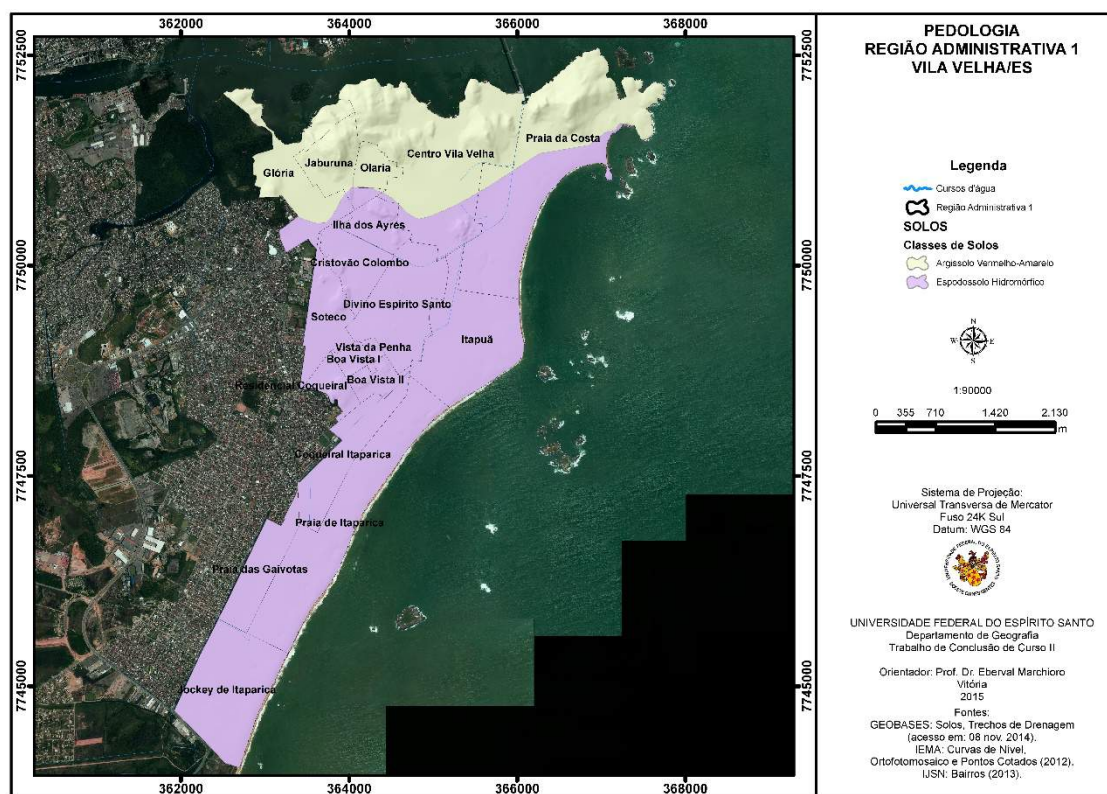 362000 364000 366000 368000
7752500
7750000
7747500
7745000
7752500
7750000
7747500
7745000
Praia da Costa
Centro Vila Velha
Jaburuna
Olaria
Glória
Ilha dos Ayres
Cristovão Colombo
Divino Espírito Santo
Soteco
Itapuã
Vista da Penha
Boa Vista I
Boa Vista II
Residencial Coqueiral
Coqueiral Itaparica
Praia de Itaparica
Praia das Gaivotas
Jockey de Itaparica
362000 364000 366000 368000
PEDOLOGIA
REGIÃO ADMINISTRATIVA 1
VILA VELHA/ES
Legenda
Cursos d'água
Região Administrativa 1
SOLOS
Classes de Solos
Argissolo Vermelho-Amarelo
Espodossolo Hidromórfico
N
W E
S
1:90000
0 355 710 1.420 2.130
m
Sistema de Projeção:
Universal Transversa de Mercator
Fuso 24K Sul
Datum: WGS 84
UNIVERSIDADE FEDERAL DO ESPÍRITO SANTO
Departamento de Geografia
Trabalho de Conclusão de Curso II
Orientador: Prof. Dr. Eberval Marchioro
Vitória
2015
Fontes:
GEOBASES: Solos, Trechos de Drenagem
(acesso em: 08 nov. 2014).
IEMA: Curvas de Nível,
Ortofotomosaico e Pontos Cotados (2012).
IJSN: Bairros (2013).